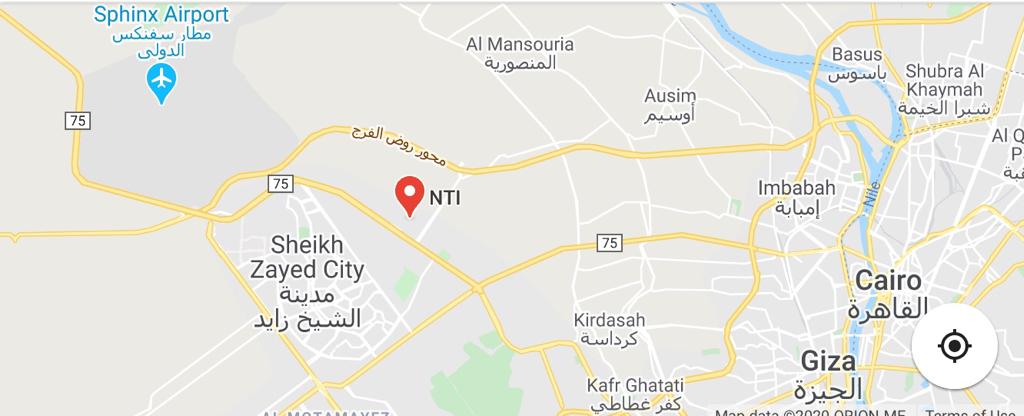 Sphinx Airport
مطار سفنكس
الدولى
Al Mansouria
المنصورية
Basus
باسوس
Shubra Al
Khaymah
شبرا الخيمة
Ausim
أوسيم
75
محور روض الفرج
Al Q
P
75
NTI
Imbabah
إمبابة
Nile
Sheikh
Zayed City
مدينة
الشيخ زايد
75
Cairo
القاهرة
Kirdasah
كرداسة
Giza
الجيزة
Kafr Ghatati
كفر غطاطي
AL MOTAMAYEZ
Map data ©2020 ORION-ME
Terms of Use